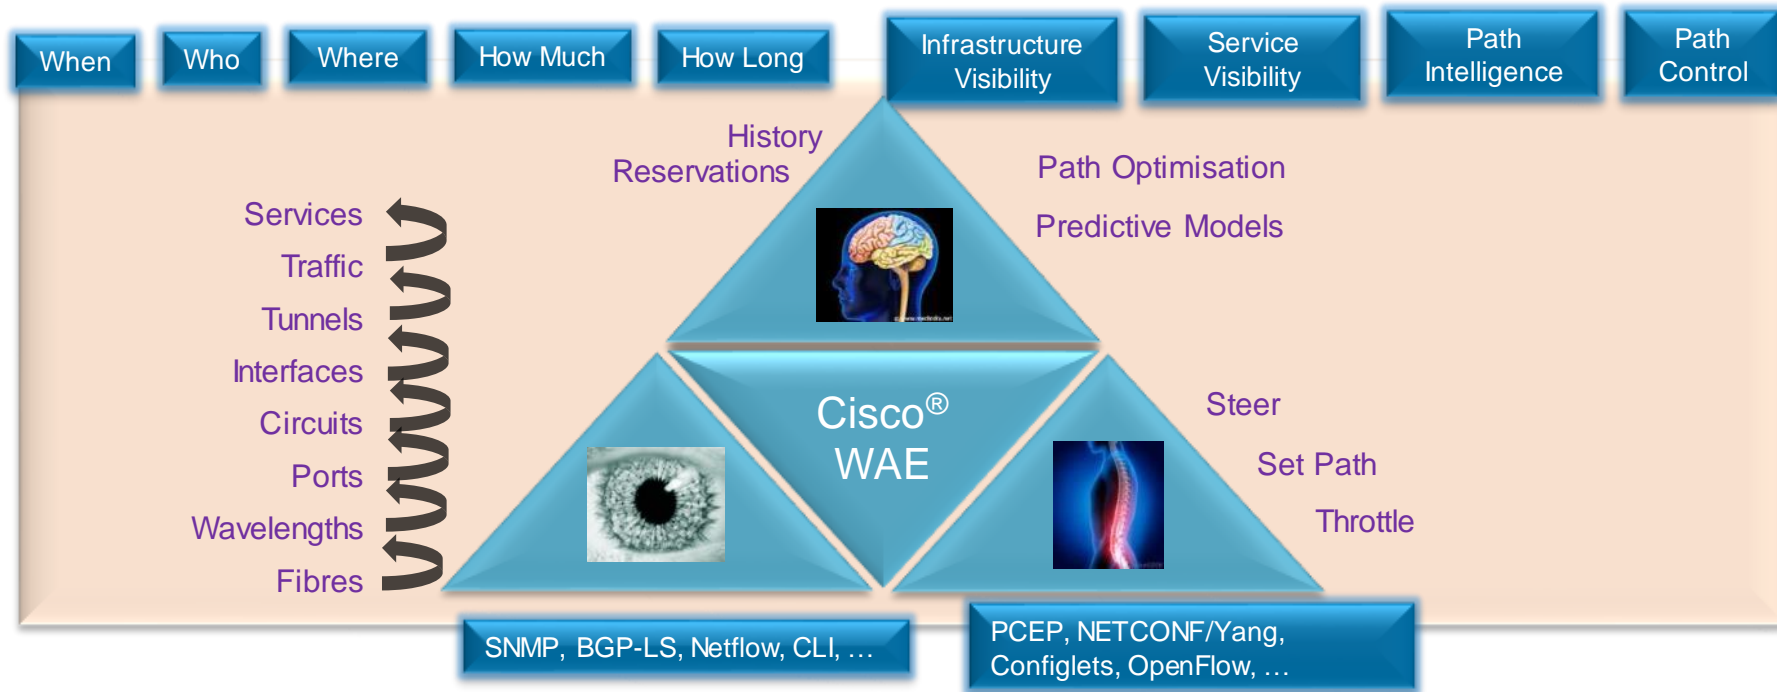 When
Who
Where
How Much
How Long
Infrastructure
Visibility
Service
Visibility
Path
Intelligence
Path
Control
History
Reservations
Path Optimisation
Predictive Models
Services
Traffic
Tunnels
Interfaces
Circuits
Ports
Wavelengths
Fibres
Cisco®
WAE
Steer
Set Path
Throttle
SNMP, BGP-LS, Netflow, CLI, …
PCEP, NETCONF/Yang,
Configlets, OpenFlow, …